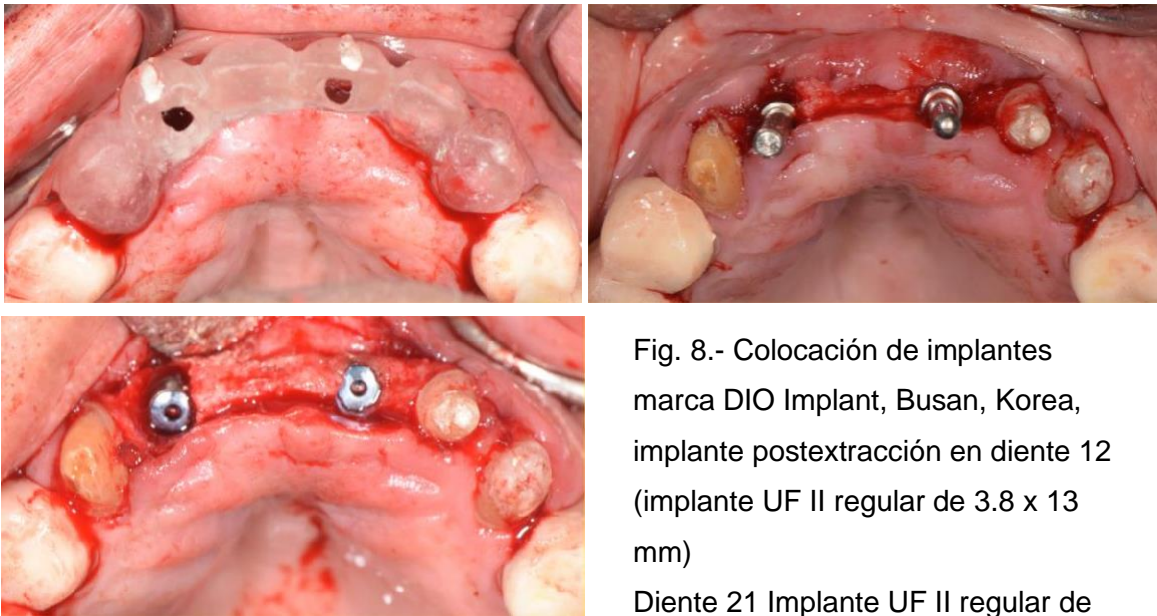 Fig. 8.- Colocación de implantes
marca DIO Implant, Busan, Korea,
implante postextracción en diente 12
(implante UF II regular de 3.8 x 13
mm)
Diente 21 Implante UF II regular de